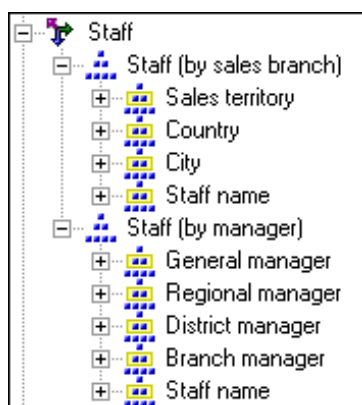 Staff
Staff (by sales branch)
Sales territory
Country
City
Staff name
Staff (by manager)
General manager
Regional manager
District manager
Branch manager
Staff name